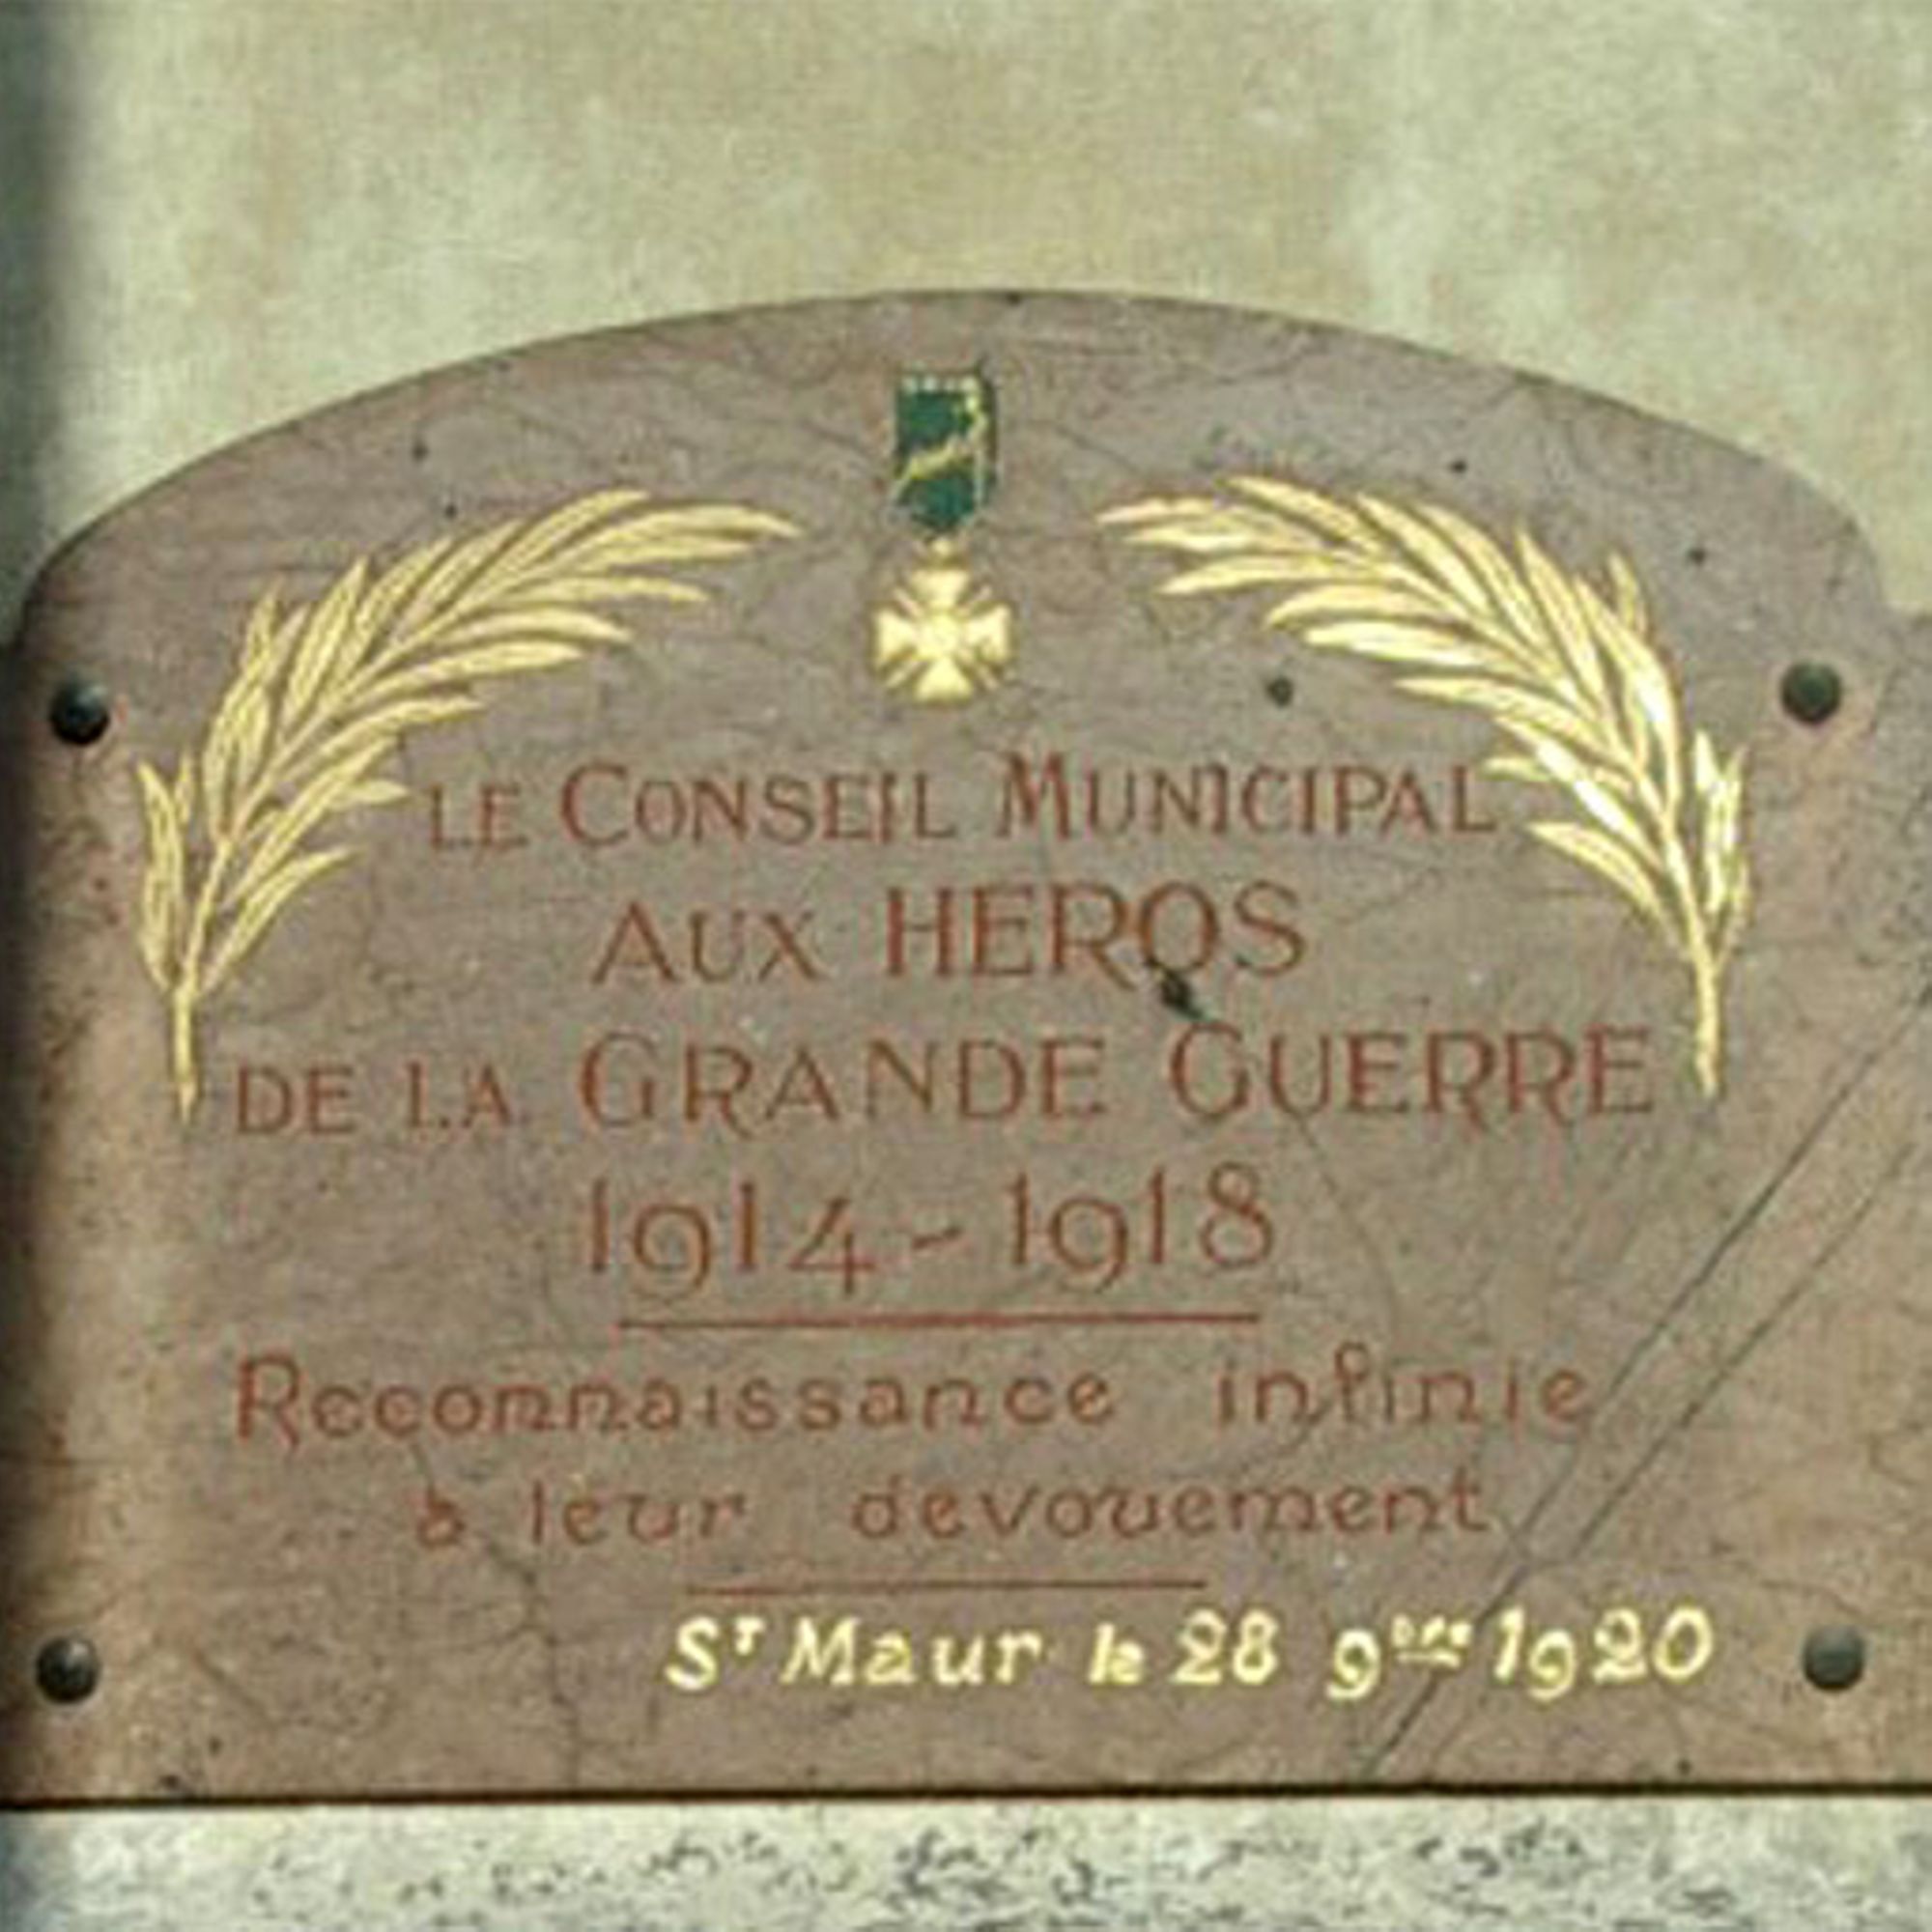 LE CONSEIL MUNICIPAL
AUX HEROS
DE LA GRANDE GUERRE
1914-1918
Reconnaissance infinie
à leur devouement
ST Maur le 28 9bre 1920